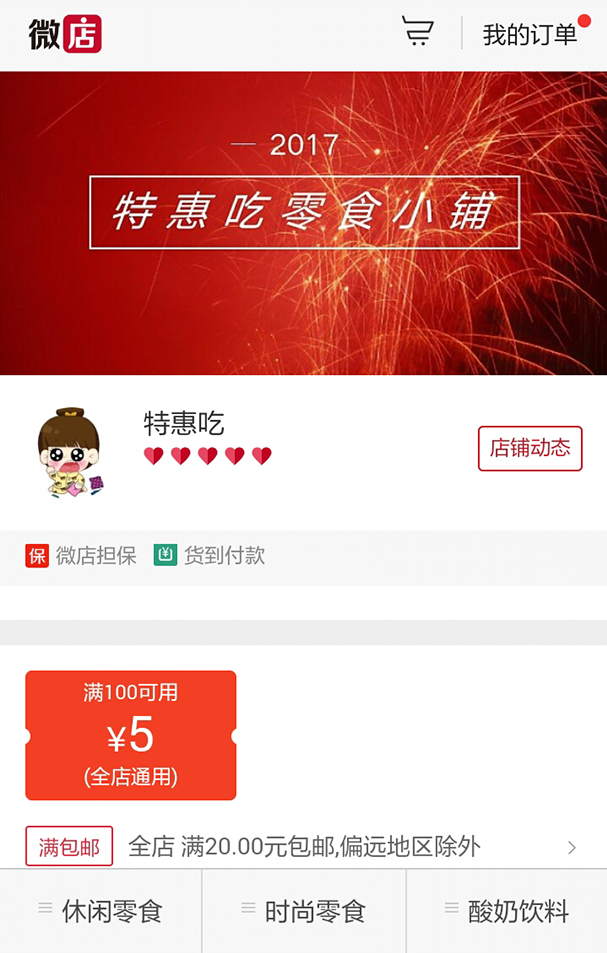 微店
我的订单
2017
特惠吃零食小铺
特惠吃
店铺动态
保 微店担保 ¥ 货到付款
满100可用
¥5
(全店通用)
满包邮 全店 满20.00元包邮,偏远地区除外
休闲零食 时尚零食 酸奶饮料